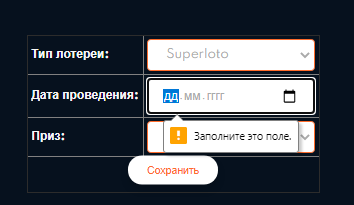 Тип лотереи: Superloto
Дата проведения: ДД.ММ.ГГГГ
Заполните это поле.
Приз:
Сохранить